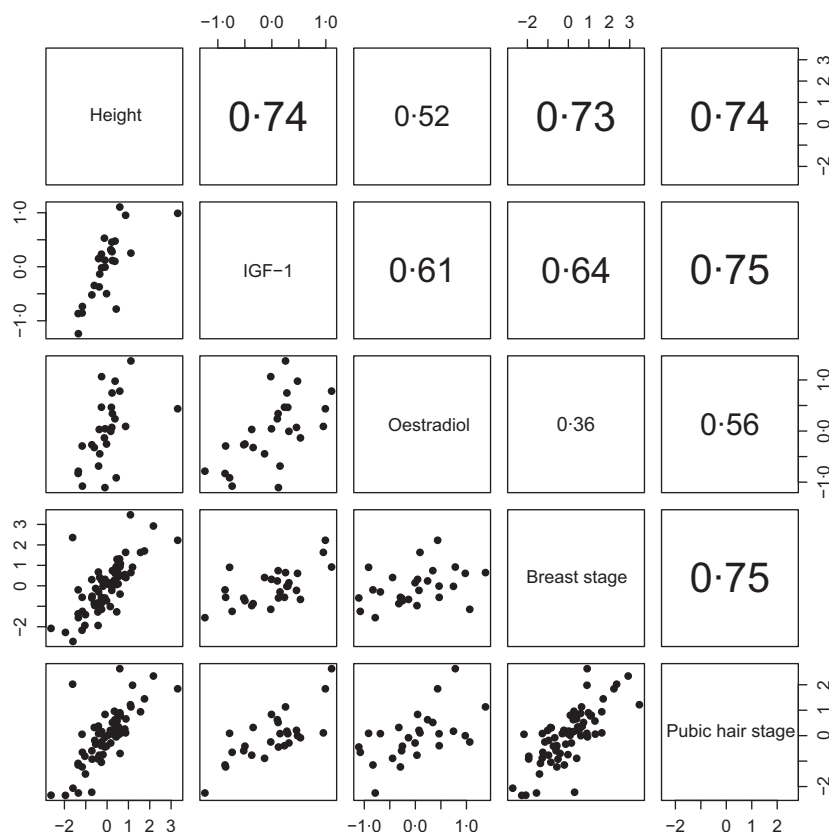 −1·0 0·0 1·0 −2 0 1 2 3
Height 0·74 0·52 0·73 0·74
−2 0 1 2 3
−1·0 0·0 1·0
IGF−1 0·61 0·64 0·75
Oestradiol 0·36 0·56
−1·0 0·0 1·0
−2 0 1 2 3
Breast stage 0·75
Pubic hair stage
−2 −1 0 1 2
−2 0 1 2 3 −1·0 0·0 1·0 −2 0 1 2